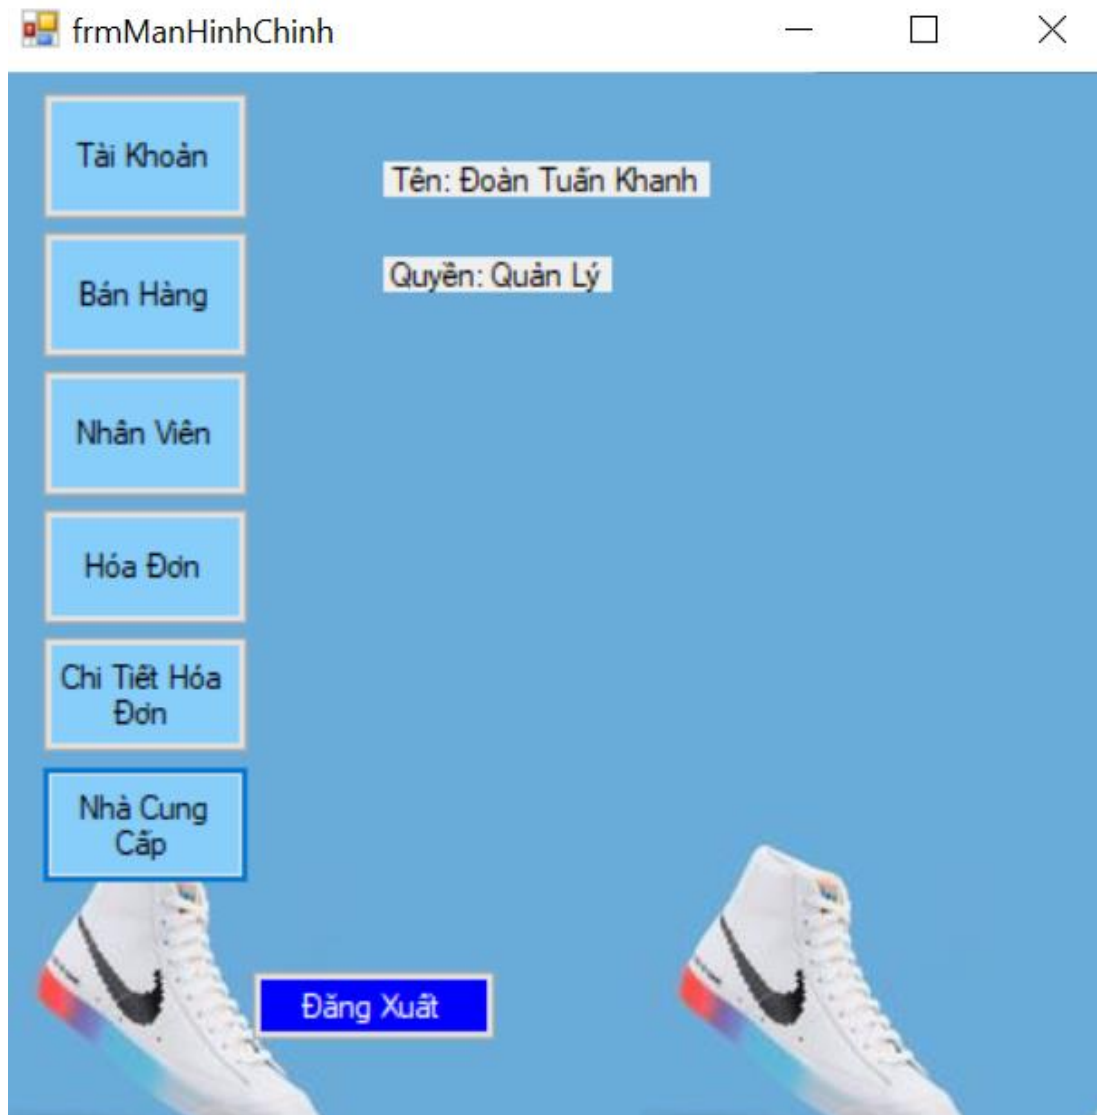 frmManHinhChinh
Tài Khoản
Tên: Đoàn Tuấn Khanh
Bán Hàng
Quyền: Quản Lý
Nhân Viên
Hóa Đơn
Chi Tiết Hóa
Đơn
Nhà Cung
Cấp
Đăng Xuất